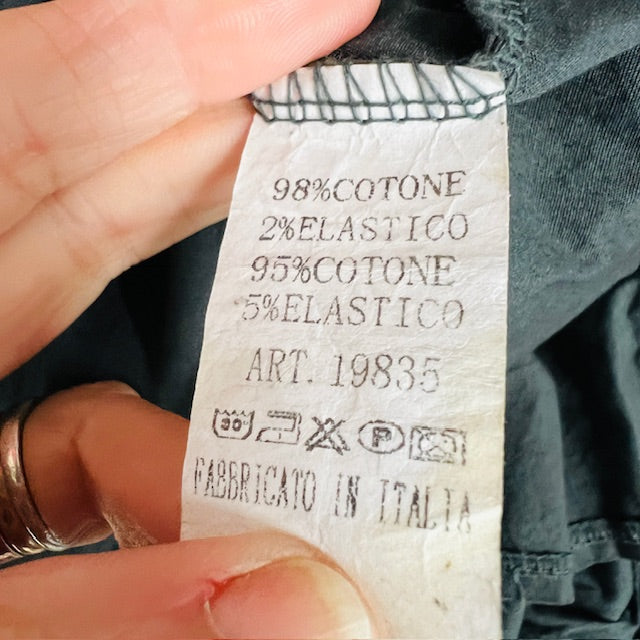 98%COTONE
2%ELASTICO
95%COTONE
5%ELASTICO
ART. 19835
P
FABBRICATO IN ITALIA